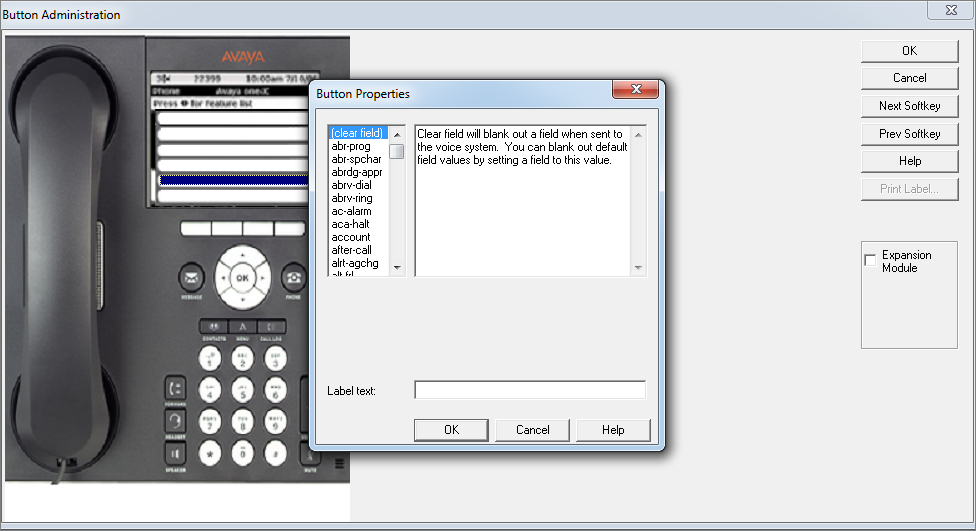 Button Administration
AVAYA
?2399 10:00am 7/10/0
Phone Avaya one-X
Press for feature list
OK
MESSAGE
PHONE
CONTACTS MENU CALL LOG
1 2 3
FORWARD
4 5 6
HEADSET
7 8 9
SPEAKER
* 0 #
MUTE
Button Properties
(clear field)
abr-prog
abr-spchar
abrdg-appr
abrv-dial
abrv-ring
ac-alarm
aca-halt
account
after-call
alrt-agchg
Clear field will blank out a field when sent to
the voice system. You can blank out default
field values by setting a field to this value.
Label text:
OK Cancel Help
OK
Cancel
Next Softkey
Prev Softkey
Help
Print Label...
Expansion
Module